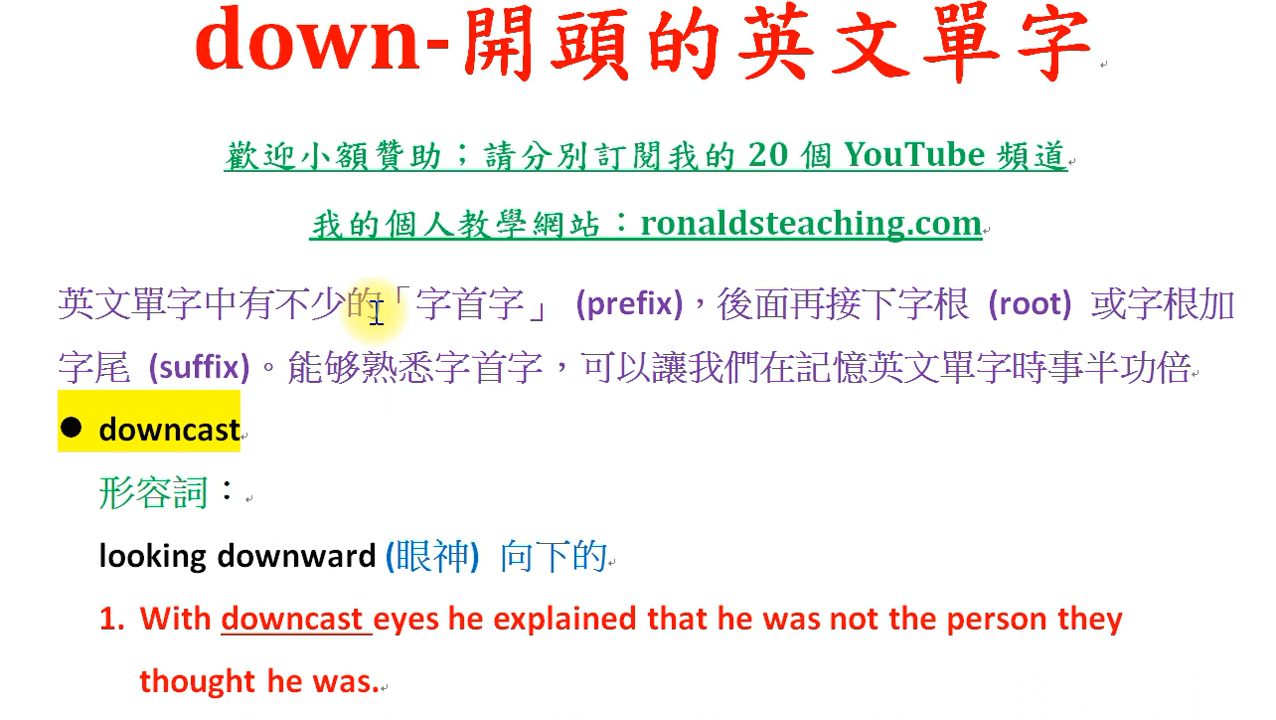 down-開頭的英文單字
歡迎小額贊助；請分別訂閱我的 20 個 YouTube 頻道
我的個人教學網站：ronaldsteaching.com
英文單字中有不少的「字首字」 (prefix)，後面再接下字根 (root) 或字根加
字尾 (suffix)。能够熟悉字首字，可以讓我們在記憶英文單字時事半功倍
● downcast
形容詞：
looking downward (眼神) 向下的
1. With downcast eyes he explained that he was not the person they
thought he was.